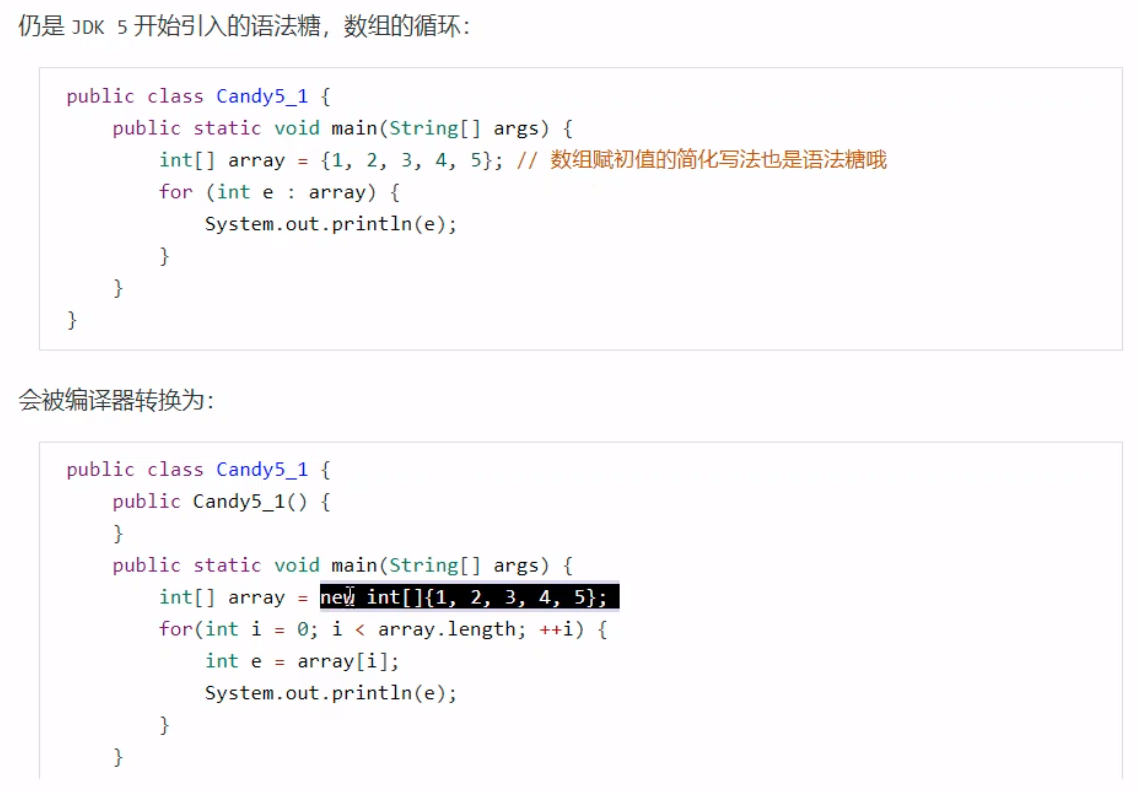 仍是 JDK 5 开始引入的语法糖，数组的循环：
public class Candy5_1 {
    public static void main(String[] args) {
        int[] array = {1, 2, 3, 4, 5}; // 数组赋初值的简化写法也是语法糖哦
        for (int e : array) {
            System.out.println(e);
        }
    }
}
会被编译器转换为：
public class Candy5_1 {
    public Candy5_1() {
    }
    public static void main(String[] args) {
        int[] array = new int[]{1, 2, 3, 4, 5};
        for(int i = 0; i < array.length; ++i) {
            int e = array[i];
            System.out.println(e);
        }
    }